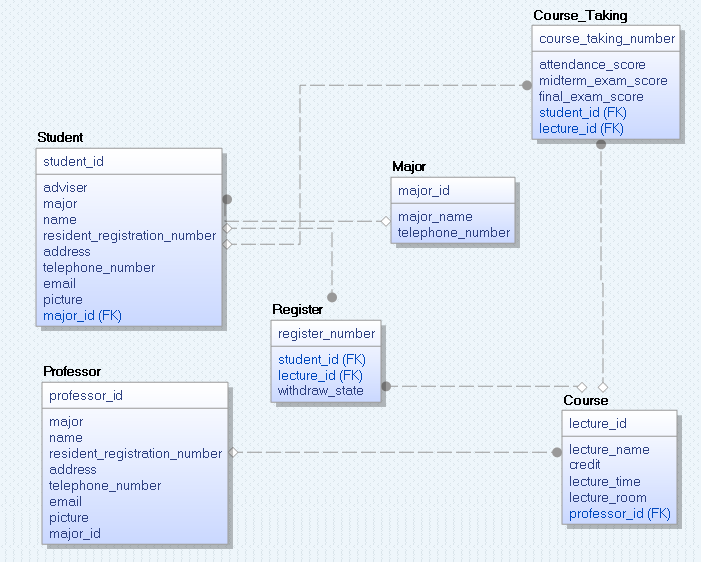 Course_Taking
course_taking_number
attendance_score
midterm_exam_score
final_exam_score
student_id (FK)
lecture_id (FK)
Student
student_id
adviser
major
name
resident_registration_number
address
telephone_number
email
picture
major_id (FK)
Major
major_id
major_name
telephone_number
Register
register_number
student_id (FK)
lecture_id (FK)
withdraw_state
Professor
professor_id
major
name
resident_registration_number
address
telephone_number
email
picture
major_id
Course
lecture_id
lecture_name
credit
lecture_time
lecture_room
professor_id (FK)